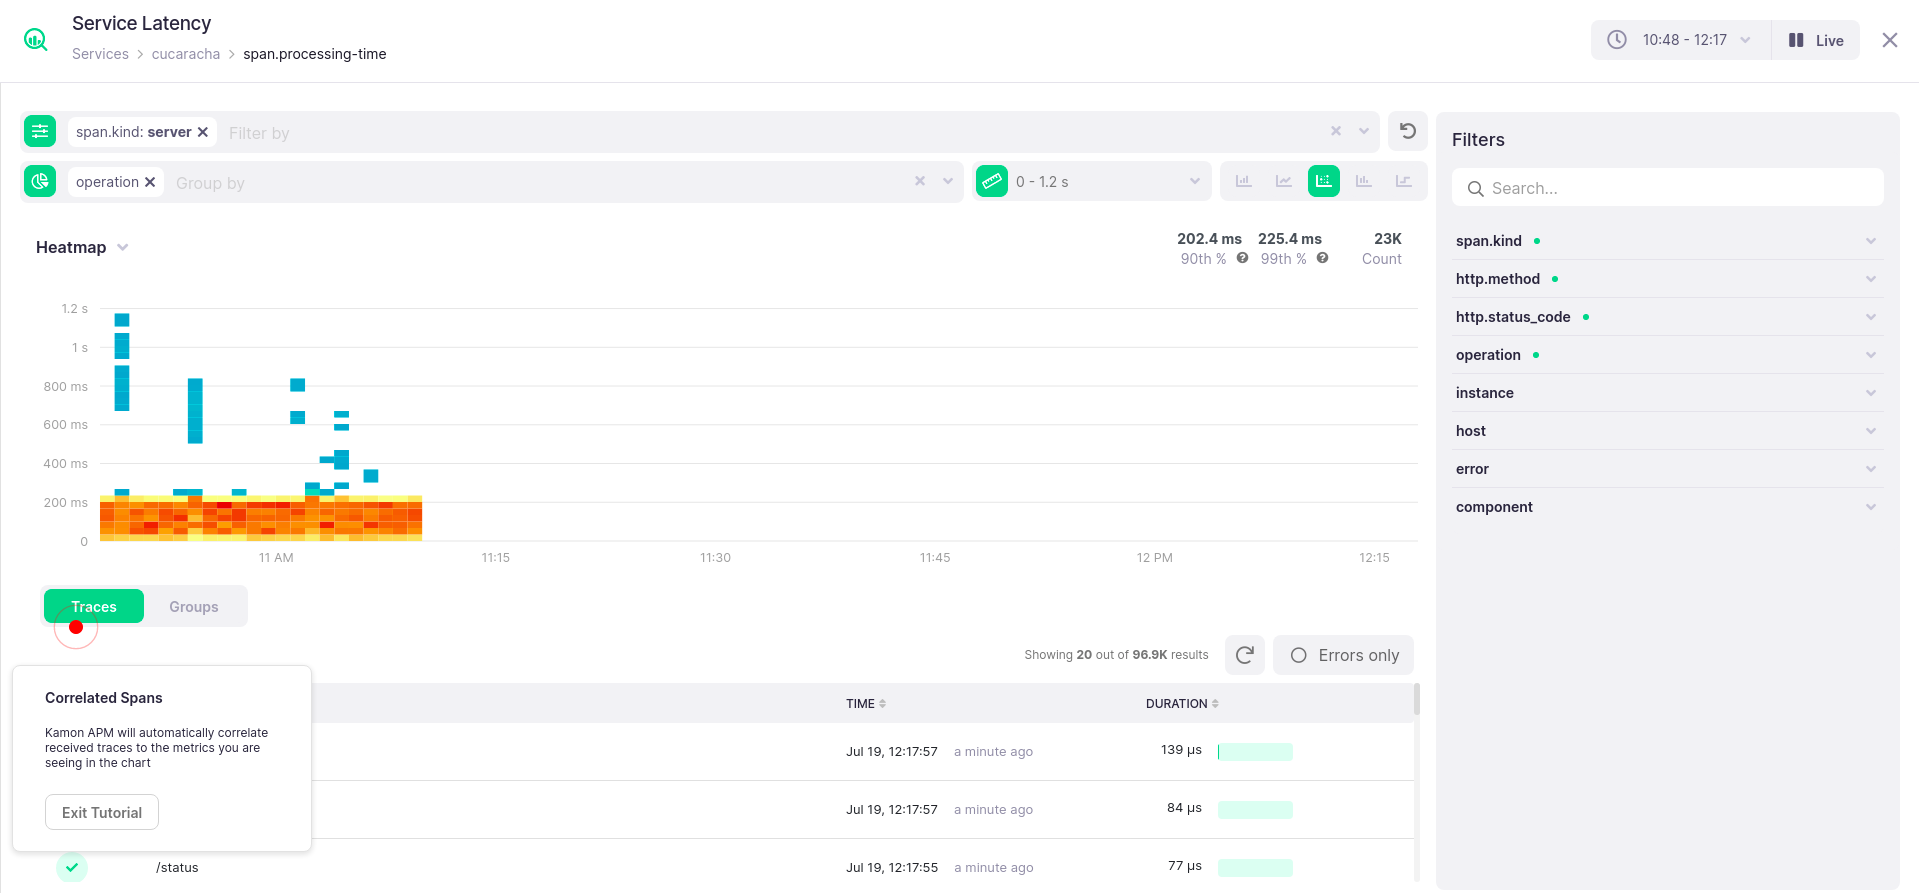 Service Latency
Services > cucaracha > span.processing-time
10:48 - 12:17
Live
span.kind: server
Filter by
operation
Group by
0 - 1.2 s
Heatmap
202.4 ms
90th %
225.4 ms
99th %
23K
Count
1.2 s
1 s
800 ms
600 ms
400 ms
200 ms
0
11 AM
11:15
11:30
11:45
12 PM
12:15
Traces
Groups
Showing 20 out of 96.9K results
Errors only
Correlated Spans
Kamon APM will automatically correlate
received traces to the metrics you are
seeing in the chart
Exit Tutorial
TIME
DURATION
Jul 19, 12:17:57 a minute ago 139 µs
Jul 19, 12:17:57 a minute ago 84 µs
/status Jul 19, 12:17:55 a minute ago 77 µs
Filters
Search...
span.kind
http.method
http.status_code
operation
instance
host
error
component